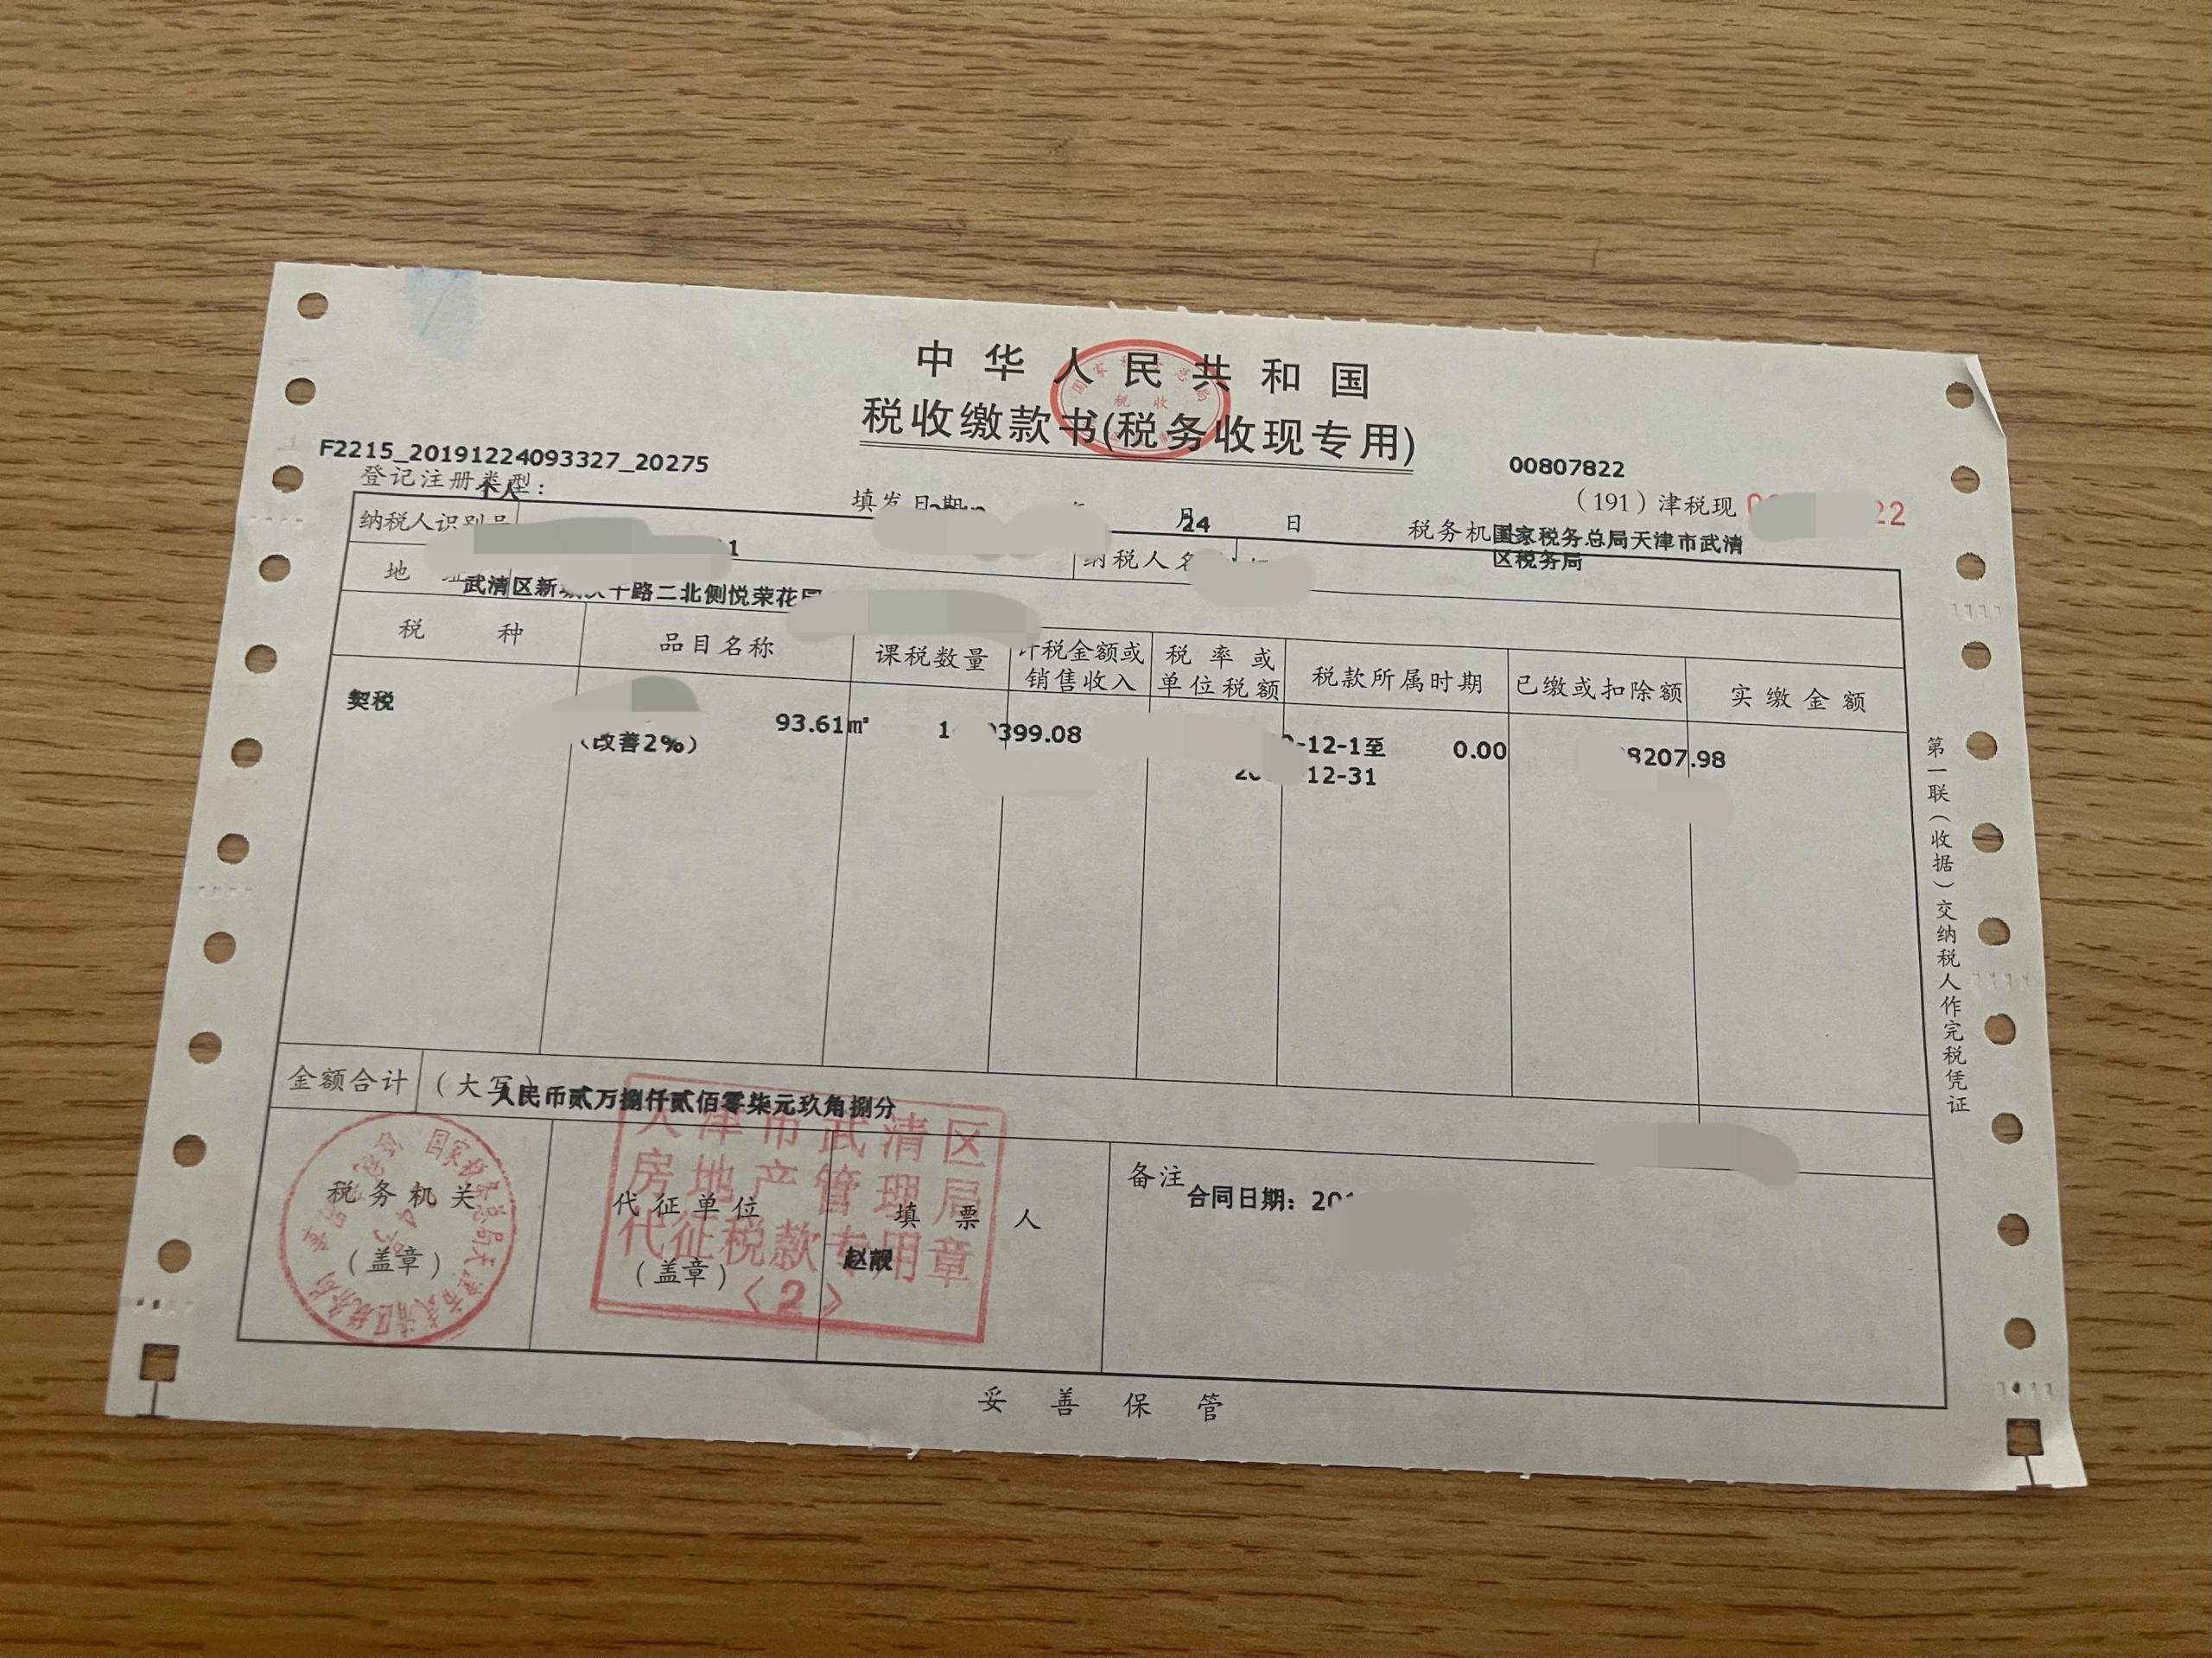 中华人民共和国
税收缴款书(税务收现专用)
F2215_20191224093327_20275
00807822
登记注册类型:
个人
填发日期
24
月
日
(191)津税现
22
税务机
国家税务总局天津市武清
区税务局
纳税人识别号
1
纳税人名
地址
武清区新
路二北侧悦荣花园
税种
品目名称
课税数量
计税金额或
销售收入
税率或
单位税额
税款所属时期
已缴或扣除额
实缴金额
契税
(改善2%)
93.61㎡
1
399.08
-12-1至
12-31
0.00
8207.98
金额合计
(大写)
人民币贰万捌仟贰佰零柒元玖角捌分
税务机关
(盖章)
代征单位
(盖章)
填票人
赵靓
备注
合同日期: 20
天津市武清区
房地产管理局
代征税款专用章
<2>
妥善保管
第一联(收据)交纳税人作完税凭证